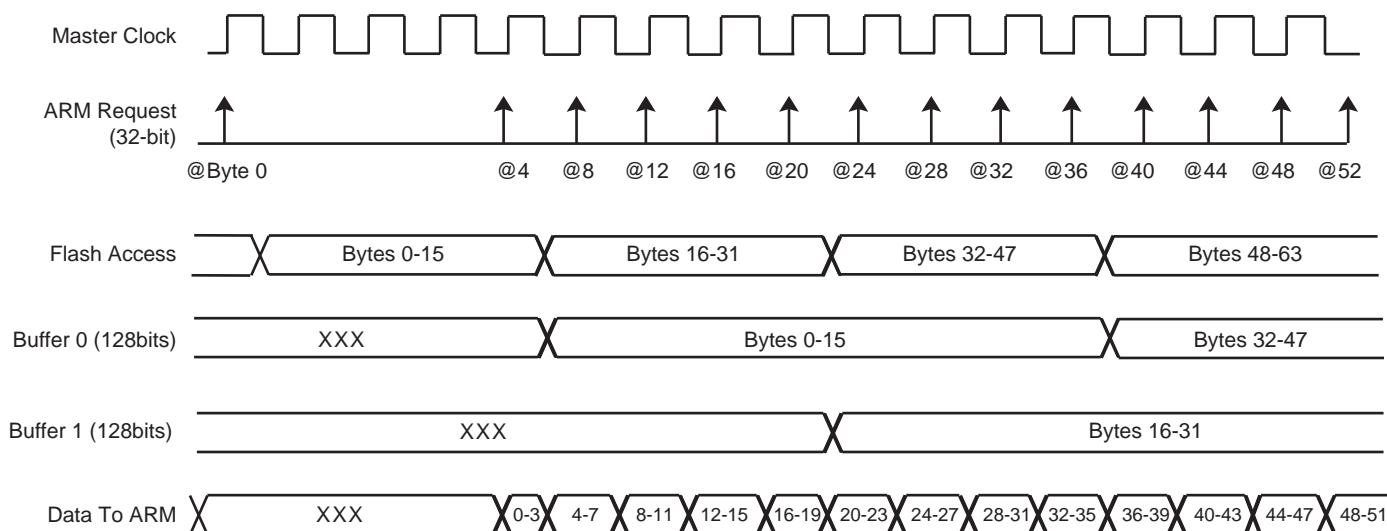 Master Clock
ARM Request
(32-bit)
@Byte 0 @4 @8 @12 @16 @20 @24 @28 @32 @36 @40 @44 @48 @52
Flash Access Bytes 0-15 Bytes 16-31 Bytes 32-47 Bytes 48-63
Buffer 0 (128bits) XXX Bytes 0-15 Bytes 32-47
Buffer 1 (128bits) XXX Bytes 16-31
Data To ARM XXX 0-3 4-7 8-11 12-15 16-19 20-23 24-27 28-31 32-35 36-39 40-43 44-47 48-51